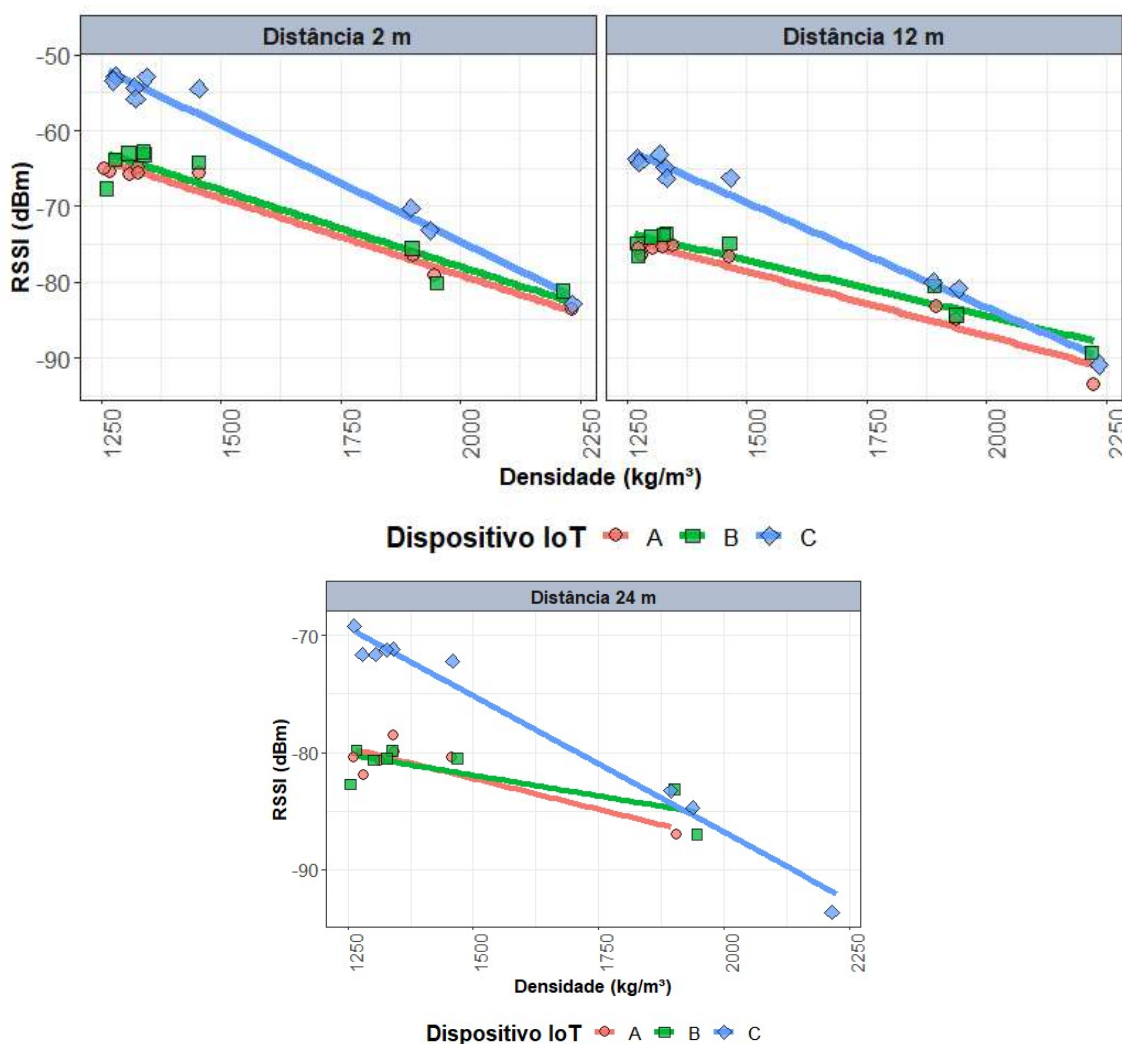 Distância 2 m
Distância 12 m
RSSI (dBm)
-50
-60
-70
-80
-90
1250
1500
1750
2000
2250
1250
1500
1750
2000
2250
Densidade (kg/m³)
Dispositivo IoT A B C
Distância 24 m
RSSI (dBm)
-70
-80
-90
1250
1500
1750
2000
2250
Densidade (kg/m³)
Dispositivo IoT A B C